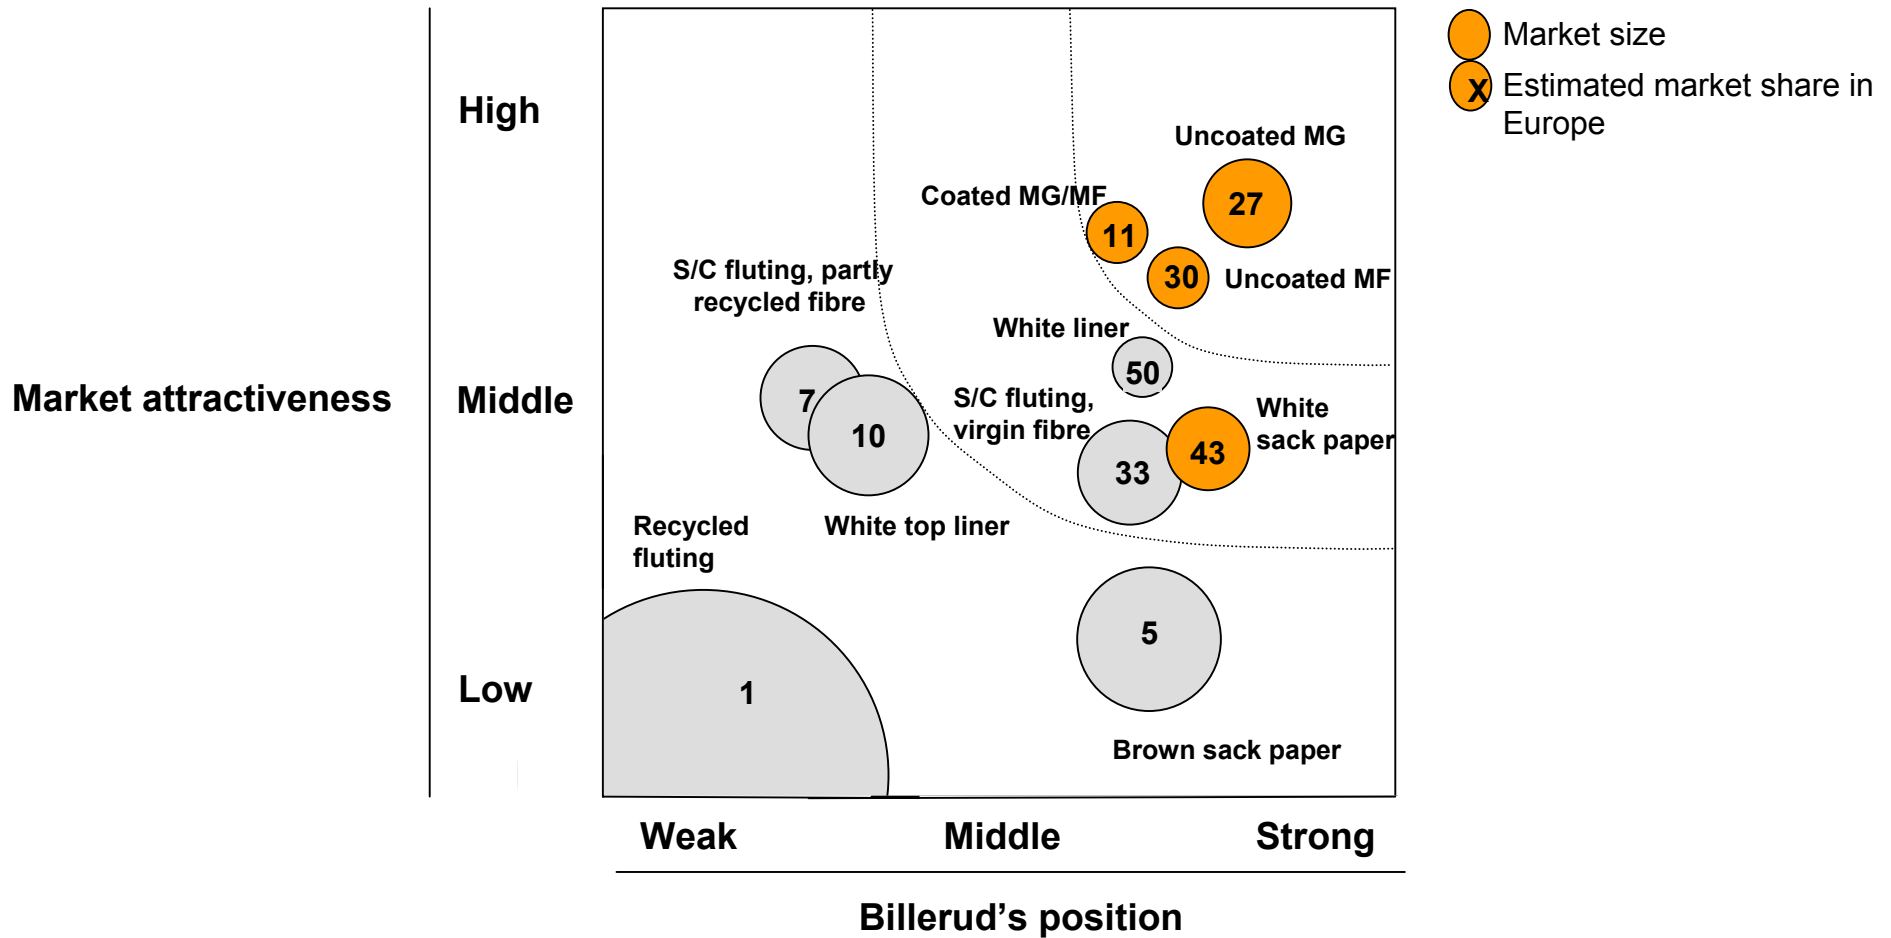 Market size
X
Estimated market share in
Europe
High
Uncoated MG
Coated MG/MF
27
11
S/C fluting, partly
recycled fibre
30
Uncoated MF
White liner
50
Market attractiveness
Middle
7
10
S/C fluting,
virgin fibre
White
sack paper
33
43
Recycled
fluting
White top liner
5
Low
1
Brown sack paper
Weak
Middle
Strong
Billerud’s position